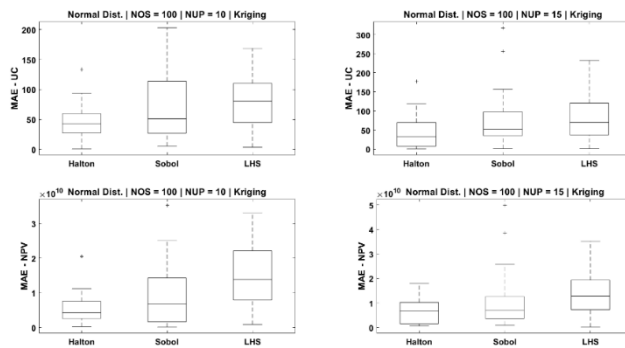 Normal Dist. | NOS = 100 | NUP = 10 | Kriging
MAE - UC
200
150
100
50
0
Halton Sobol LHS
Normal Dist. | NOS = 100 | NUP = 15 | Kriging
MAE - UC
300
250
200
150
100
50
0
Halton Sobol LHS
Normal Dist. | NOS = 100 | NUP = 10 | Kriging
×10^10
MAE - NPV
3
2
1
0
Halton Sobol LHS
Normal Dist. | NOS = 100 | NUP = 15 | Kriging
×10^10
MAE - NPV
5
4
3
2
1
0
Halton Sobol LHS